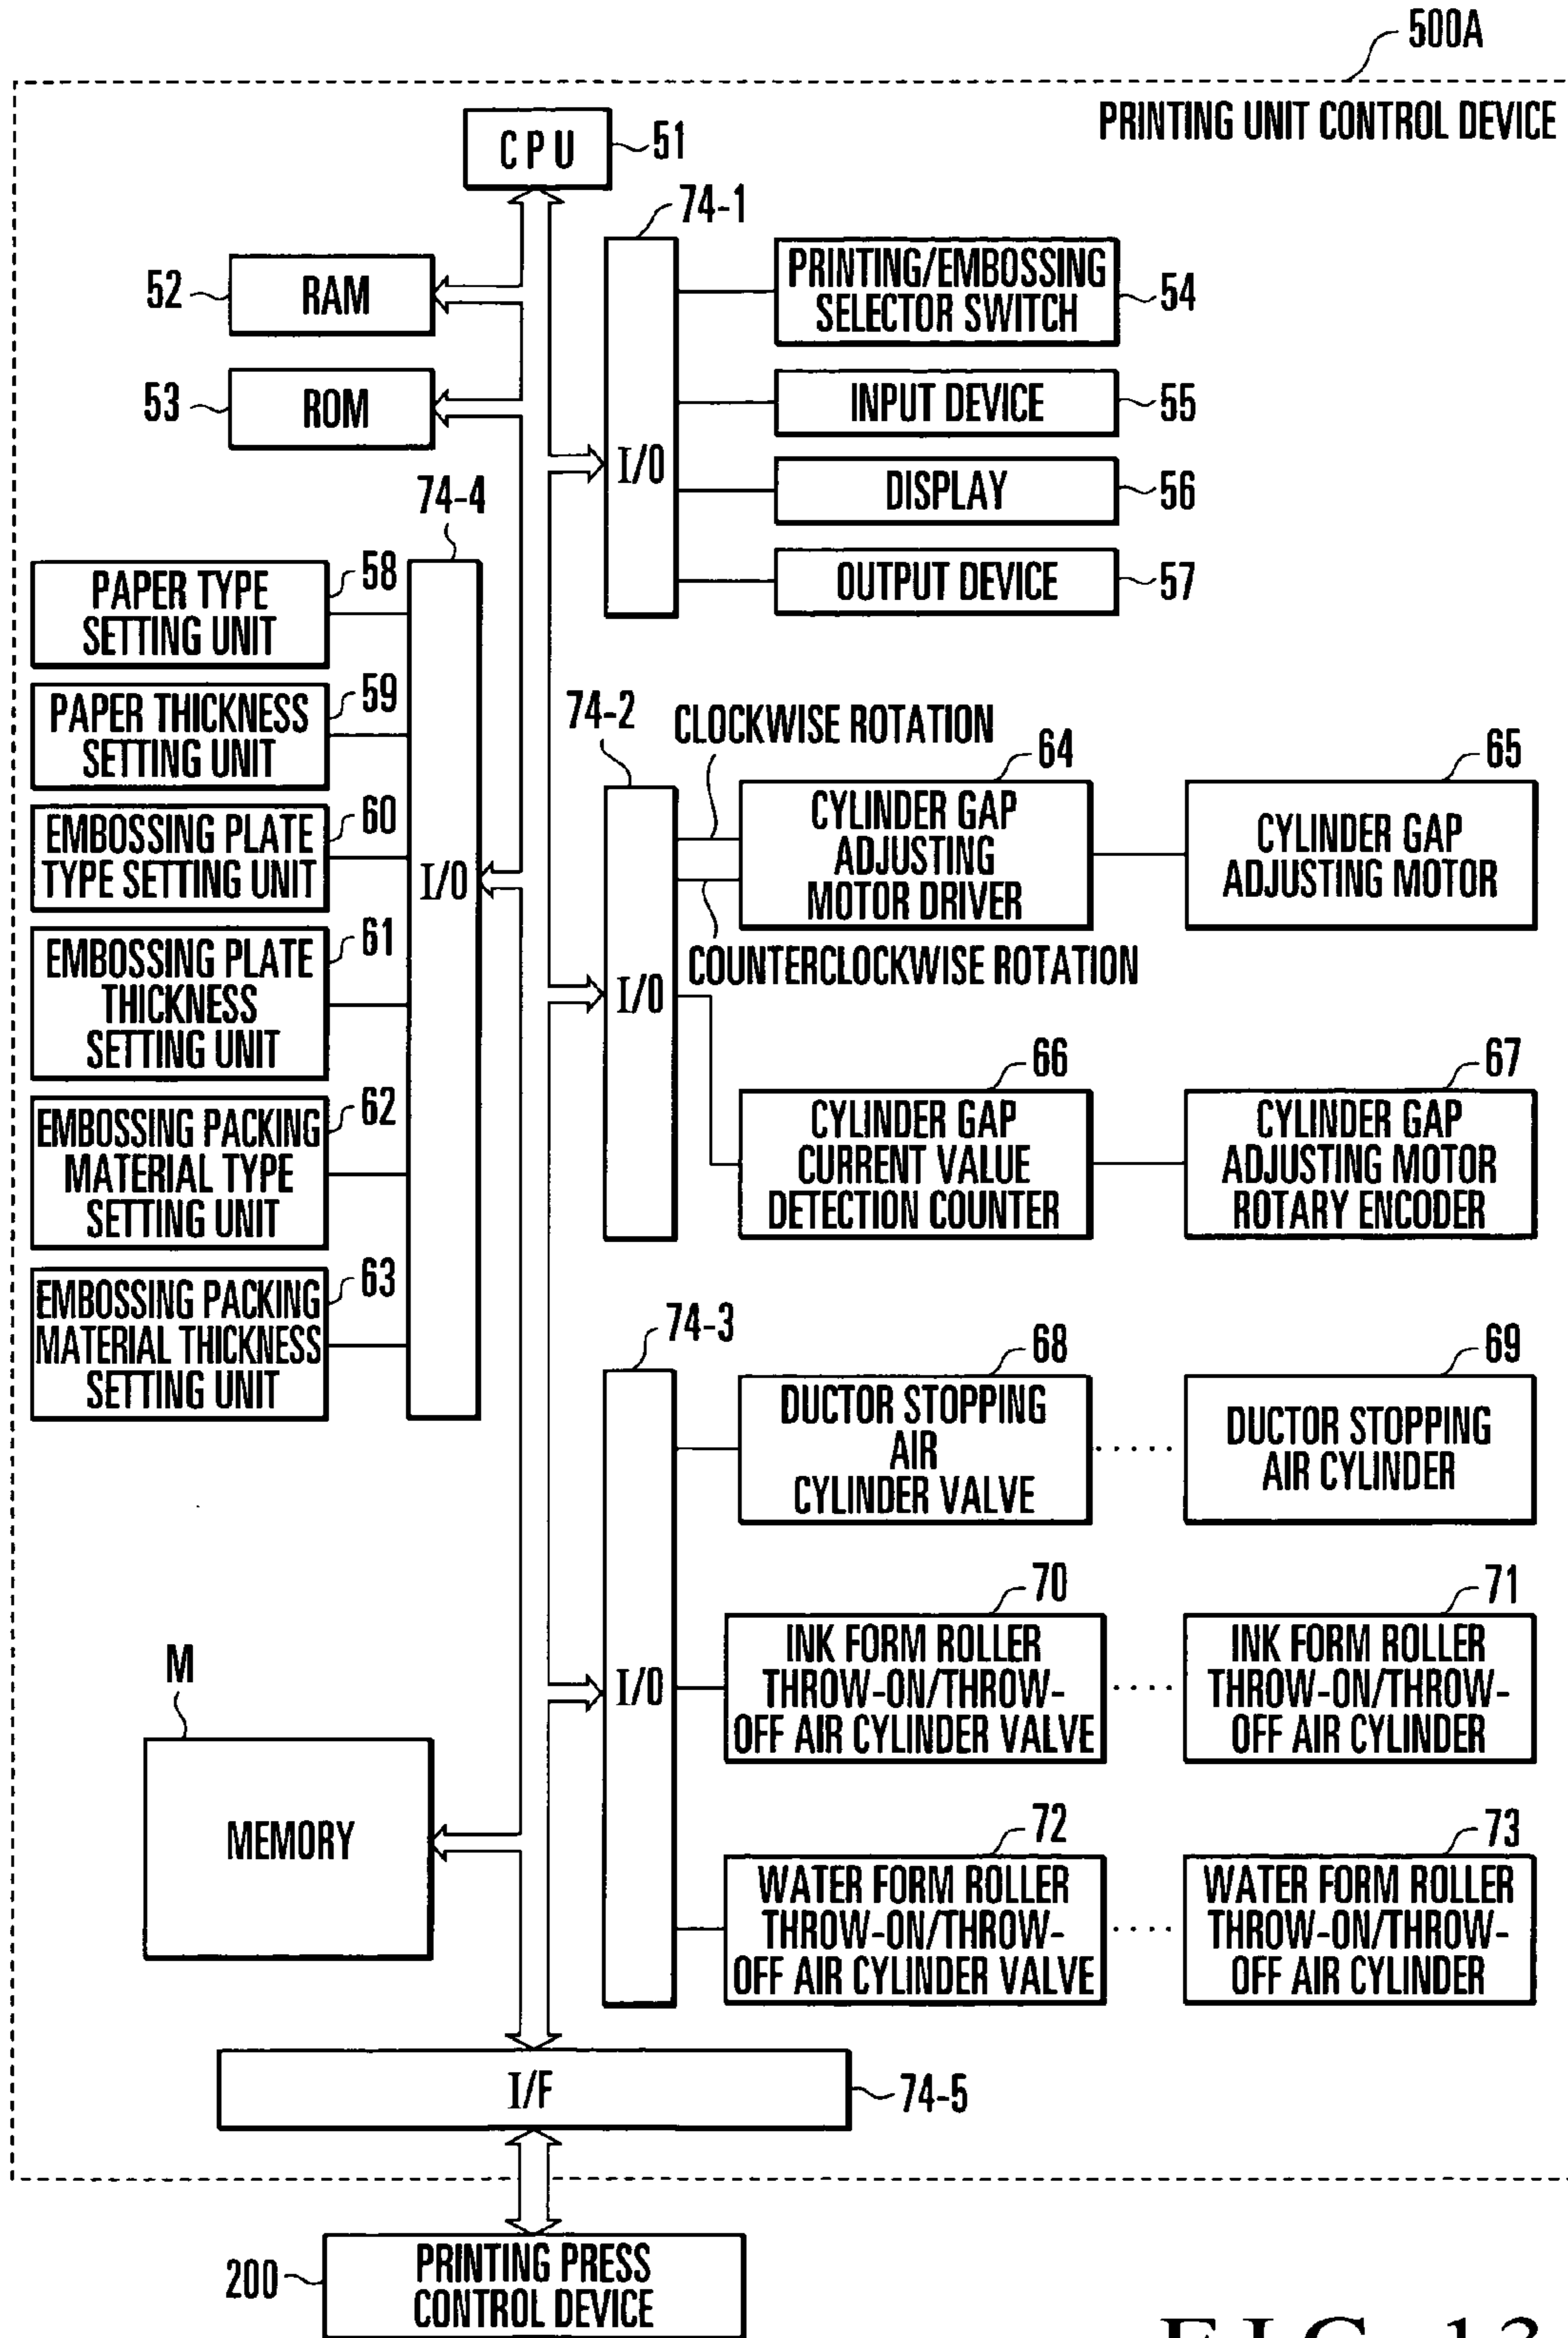 500A
PRINTING UNIT CONTROL DEVICE
CPU
51
74-1
52
RAM
PRINTING/EMBOSSING
SELECTOR SWITCH
54
53
ROM
INPUT DEVICE
55
I/O
DISPLAY
56
OUTPUT DEVICE
57
74-4
PAPER TYPE
SETTING UNIT
58
PAPER THICKNESS
SETTING UNIT
59
EMBOSSING PLATE
TYPE SETTING UNIT
60
I/O
EMBOSSING PLATE
THICKNESS
SETTING UNIT
61
EMBOSSING PACKING
MATERIAL TYPE
SETTING UNIT
62
EMBOSSING PACKING
MATERIAL THICKNESS
SETTING UNIT
63
74-2
CLOCKWISE ROTATION
64
65
CYLINDER GAP
ADJUSTING
MOTOR DRIVER
CYLINDER GAP
ADJUSTING MOTOR
COUNTERCLOCKWISE ROTATION
I/O
66
67
CYLINDER GAP
CURRENT VALUE
DETECTION COUNTER
CYLINDER GAP
ADJUSTING MOTOR
ROTARY ENCODER
74-3
68
69
DUCTOR STOPPING
AIR
CYLINDER VALVE
DUCTOR STOPPING
AIR CYLINDER
70
71
I/O
INK FORM ROLLER
THROW-ON/THROW-
OFF AIR CYLINDER VALVE
INK FORM ROLLER
THROW-ON/THROW-
OFF AIR CYLINDER
M
MEMORY
72
73
WATER FORM ROLLER
THROW-ON/THROW-
OFF AIR CYLINDER VALVE
WATER FORM ROLLER
THROW-ON/THROW-
OFF AIR CYLINDER
I/F
74-5
200
PRINTING PRESS
CONTROL DEVICE
FIG. 13